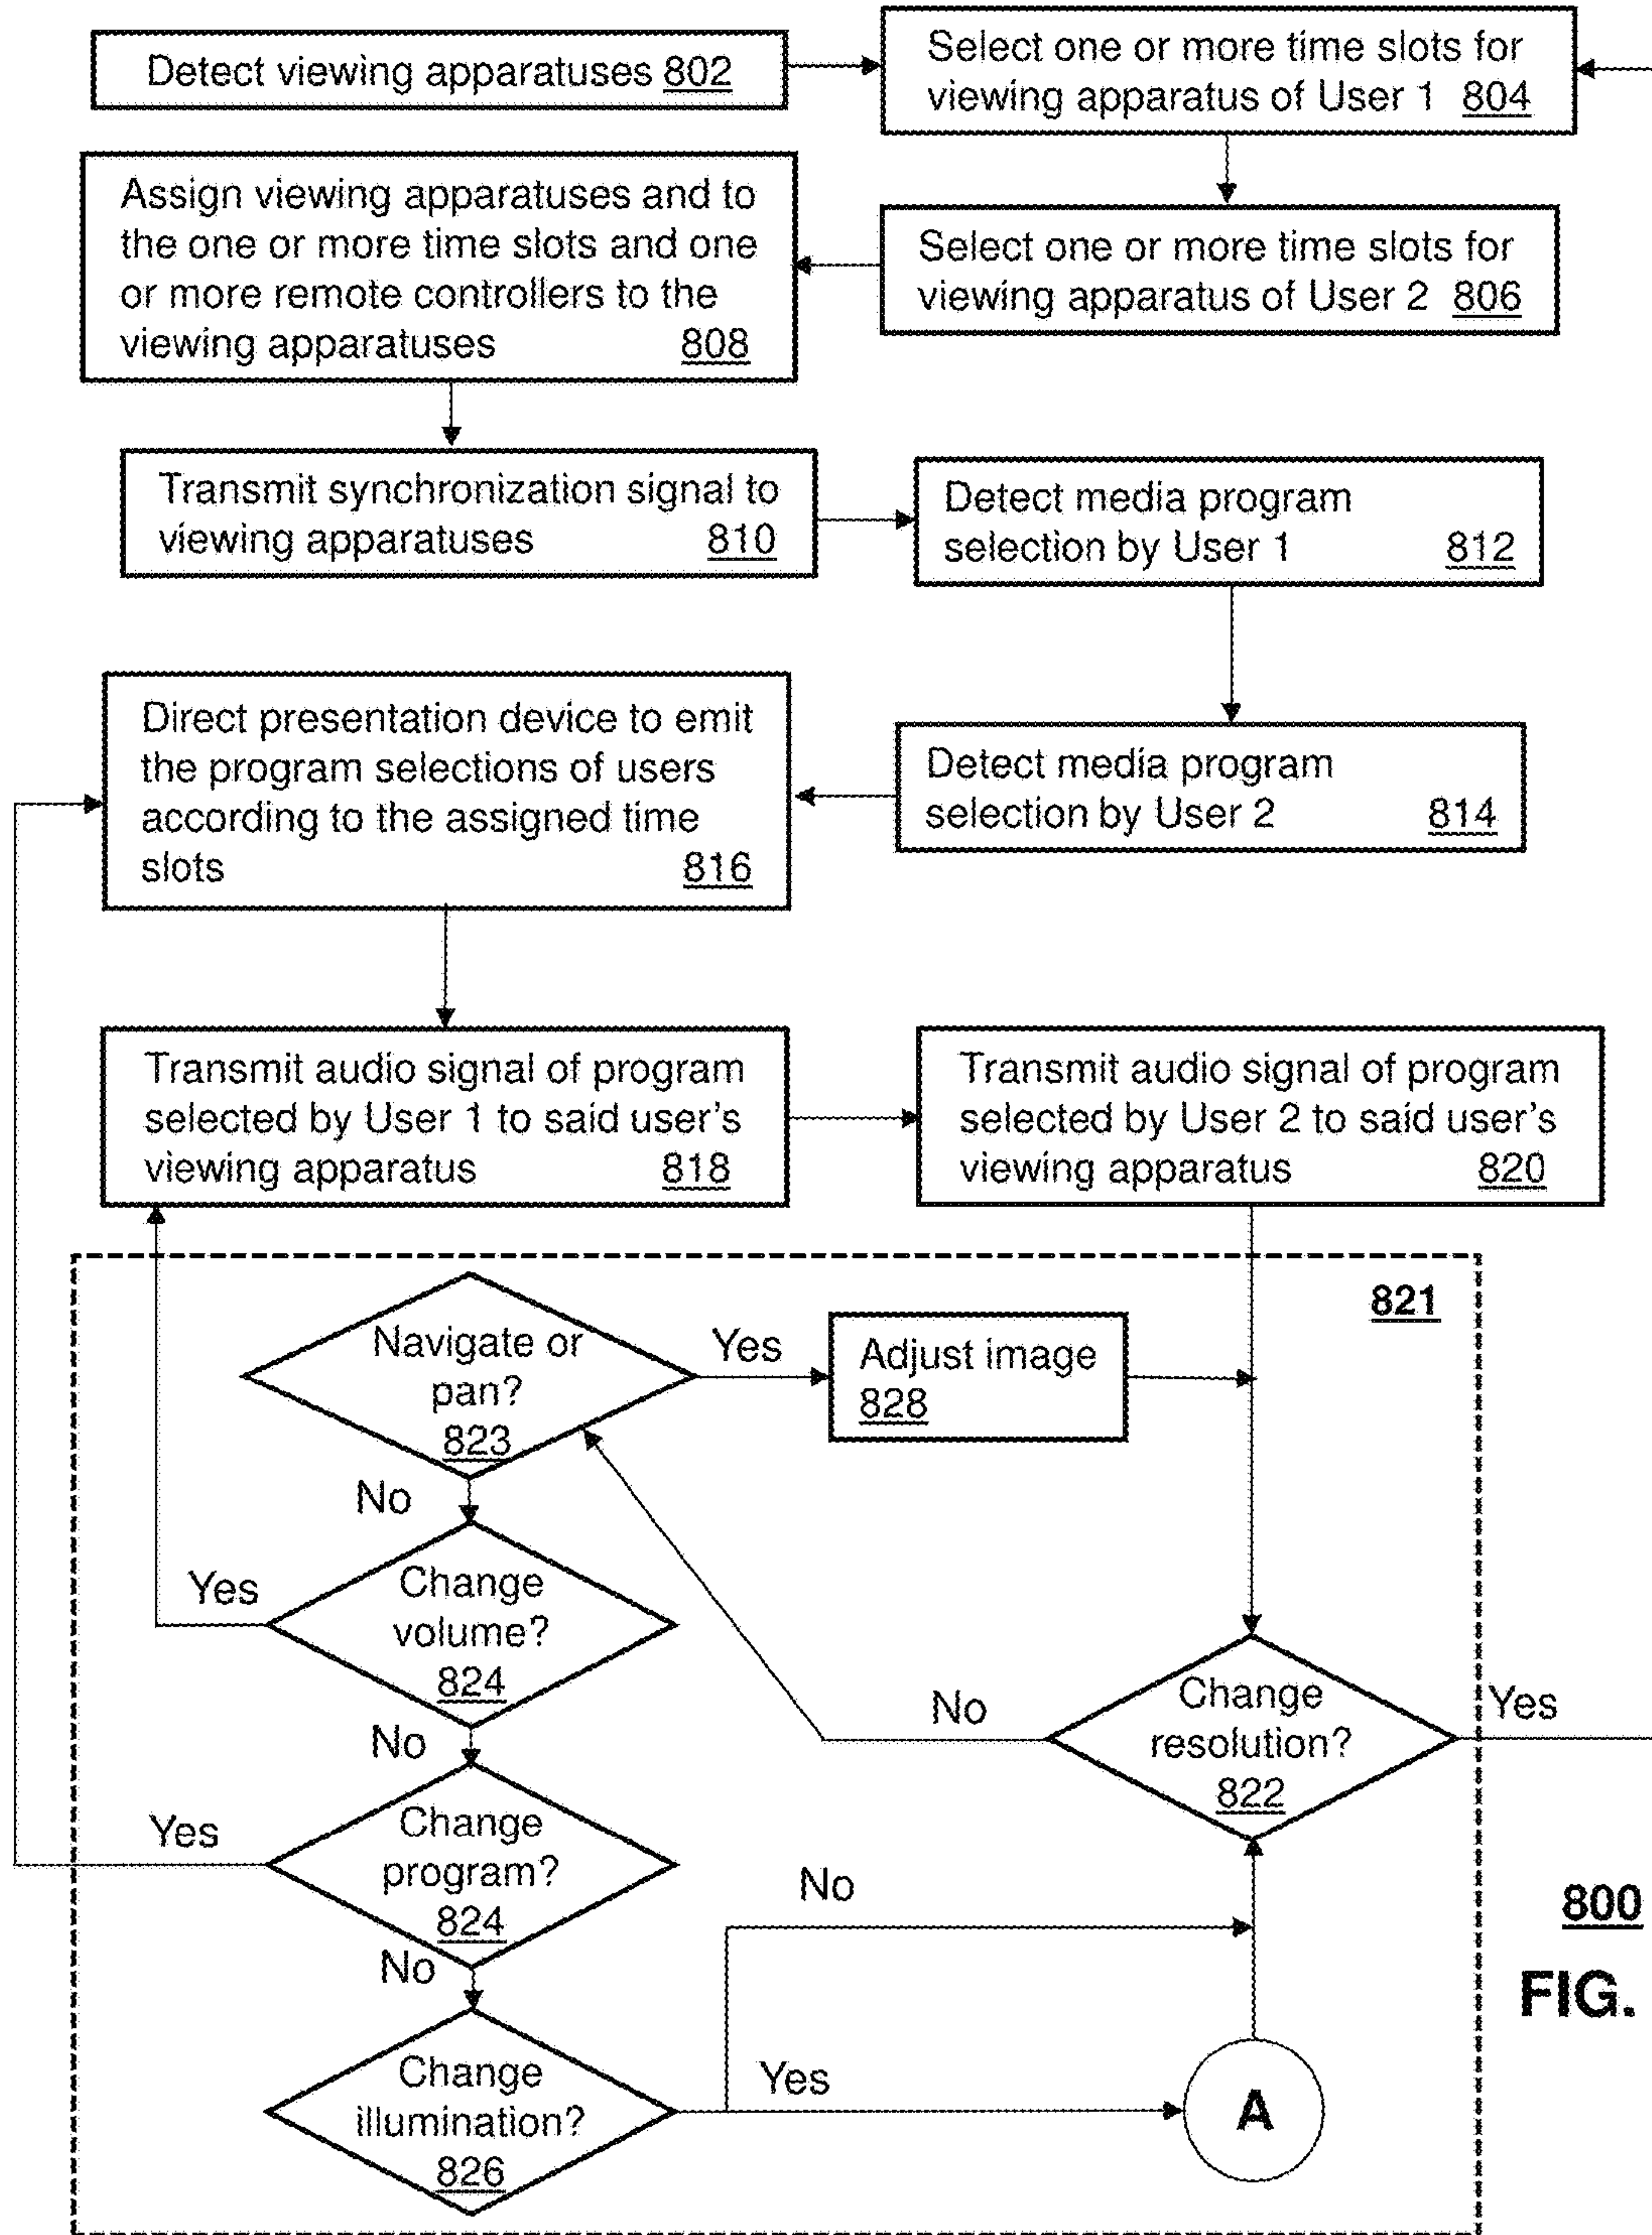 Detect viewing apparatuses 802
Select one or more time slots for
viewing apparatus of User 1 804
Assign viewing apparatuses and to
the one or more time slots and one
or more remote controllers to the
viewing apparatuses 808
Select one or more time slots for
viewing apparatus of User 2 806
Transmit synchronization signal to
viewing apparatuses 810
Detect media program
selection by User 1 812
Direct presentation device to emit
the program selections of users
according to the assigned time
slots 816
Detect media program
selection by User 2 814
Transmit audio signal of program
selected by User 1 to said user's
viewing apparatus 818
Transmit audio signal of program
selected by User 2 to said user's
viewing apparatus 820
821
Navigate or
pan?
823
Yes
Adjust image
828
No
Change
volume?
824
Yes
No
Change
resolution?
822
No
Yes
Change
program?
824
Yes
No
Change
illumination?
826
No
Yes
A
800
FIG.